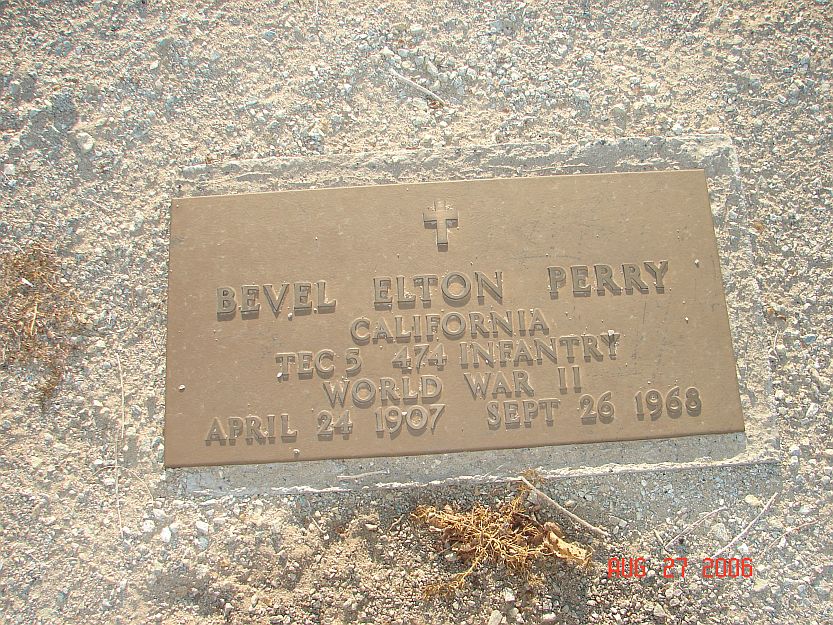 BEVEL ELTON PERRY
CALIFORNIA
TEC 5 474 INFANTRY
WORLD WAR II
APRIL 24 1907 SEPT 26 1968
AUG 27 2006